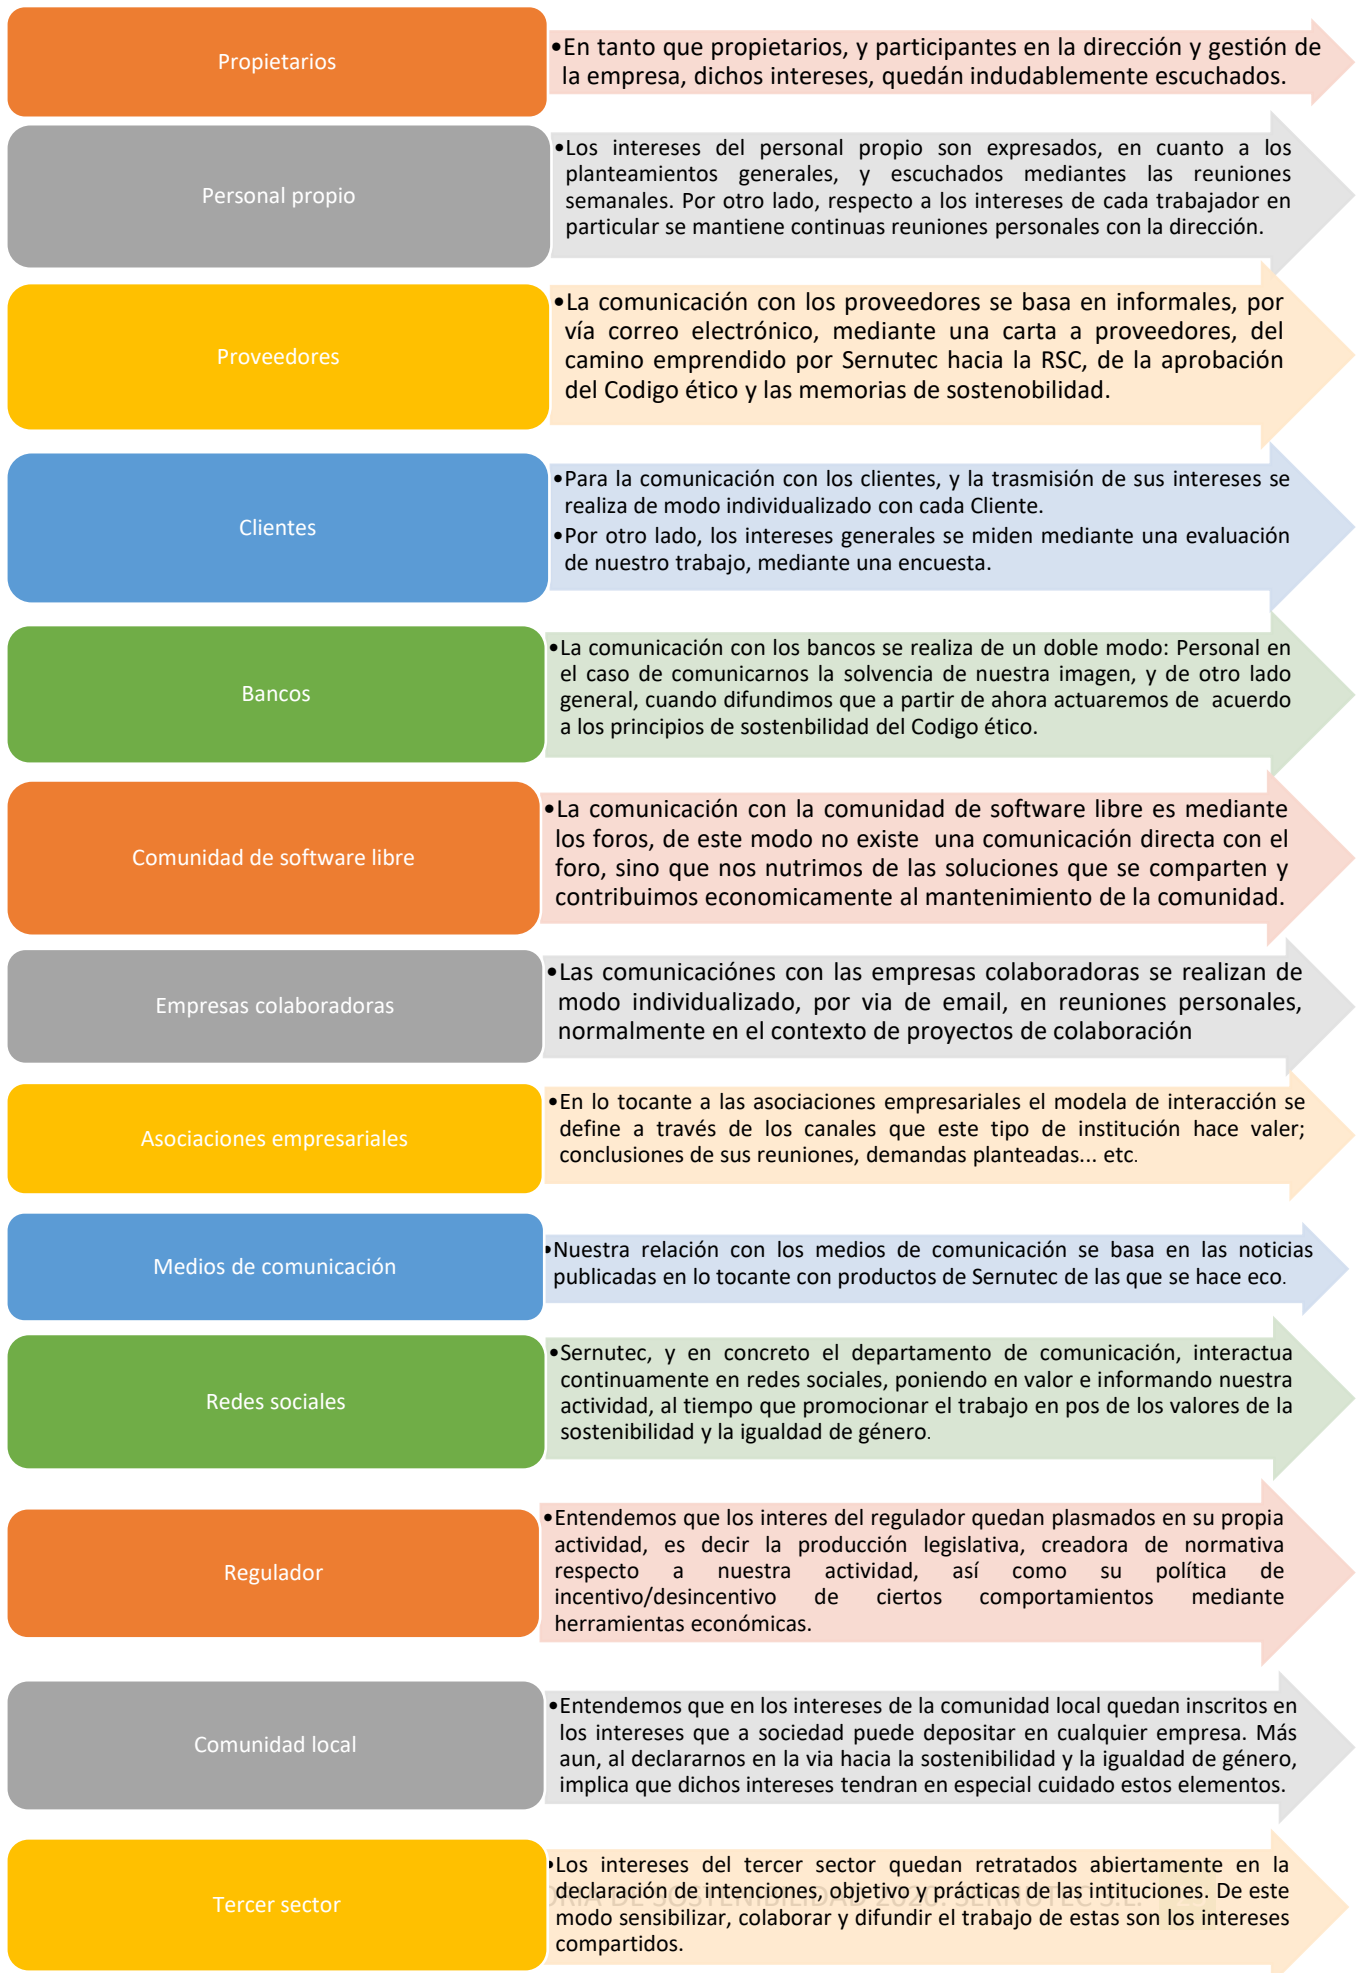 Propietarios
•En tanto que propietarios, y participantes en la dirección y gestión de
la empresa, dichos intereses, quedán indudablemente escuchados.
Personal propio
•Los intereses del personal propio son expresados, en cuanto a los
planteamientos generales, y escuchados mediantes las reuniones
semanales. Por otro lado, respecto a los intereses de cada trabajador en
particular se mantiene continuas reuniones personales con la dirección.
Proveedores
•La comunicación con los proveedores se basa en informales, por
vía correo electrónico, mediante una carta a proveedores, del
camino emprendido por Sernutec hacia la RSC, de la aprobación
del Codigo ético y las memorias de sostenobilidad.
Clientes
•Para la comunicación con los clientes, y la trasmisión de sus intereses se
realiza de modo individualizado con cada Cliente.
•Por otro lado, los intereses generales se miden mediante una evaluación
de nuestro trabajo, mediante una encuesta.
Bancos
•La comunicación con los bancos se realiza de un doble modo: Personal en
el caso de comunicarnos la solvencia de nuestra imagen, y de otro lado
general, cuando difundimos que a partir de ahora actuaremos de acuerdo
a los principios de sostenbilidad del Codigo ético.
Comunidad de software libre
•La comunicación con la comunidad de software libre es mediante
los foros, de este modo no existe una comunicación directa con el
foro, sino que nos nutrimos de las soluciones que se comparten y
contribuimos economicamente al mantenimiento de la comunidad.
Empresas colaboradoras
•Las comunicaciónes con las empresas colaboradoras se realizan de
modo individualizado, por via de email, en reuniones personales,
normalmente en el contexto de proyectos de colaboración
Asociaciones empresariales
•En lo tocante a las asociaciones empresariales el modela de interacción se
define a través de los canales que este tipo de institución hace valer;
conclusiones de sus reuniones, demandas planteadas... etc.
Medios de comunicación
•Nuestra relación con los medios de comunicación se basa en las noticias
publicadas en lo tocante con productos de Sernutec de las que se hace eco.
Redes sociales
•Sernutec, y en concreto el departamento de comunicación, interactua
continuamente en redes sociales, poniendo en valor e informando nuestra
actividad, al tiempo que promocionar el trabajo en pos de los valores de la
sostenibilidad y la igualdad de género.
Regulador
•Entendemos que los interes del regulador quedan plasmados en su propia
actividad, es decir la producción legislativa, creadora de normativa
respecto a nuestra actividad, así como su política de
incentivo/desincentivo de ciertos comportamientos mediante
herramientas económicas.
Comunidad local
•Entendemos que en los intereses de la comunidad local quedan inscritos en
los intereses que a sociedad puede depositar en cualquier empresa. Más
aun, al declararnos en la via hacia la sostenibilidad y la igualdad de género,
implica que dichos intereses tendran en especial cuidado estos elementos.
Tercer sector
•Los intereses del tercer sector quedan retratados abiertamente en la
declaración de intenciones, objetivo y prácticas de las intituciones. De este
modo sensibilizar, colaborar y difundir el trabajo de estas son los intereses
compartidos.
DE SOSTENIBILIDAD 2020. SERNUTEC S.L.